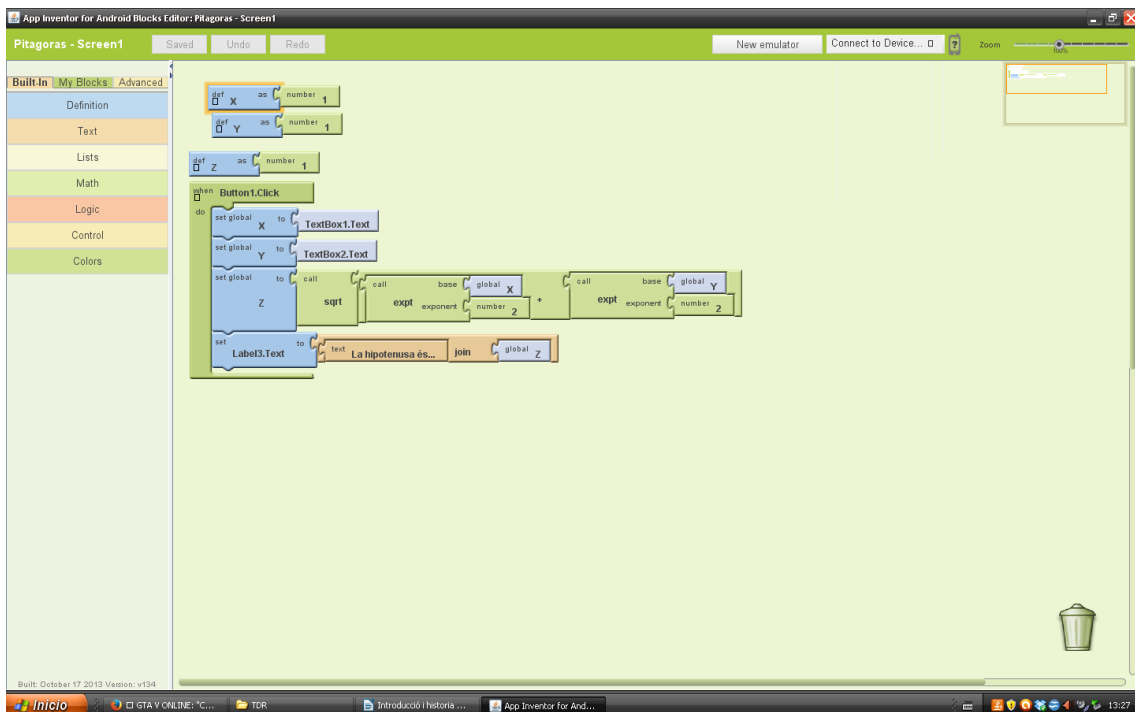 App Inventor for Android Blocks Editor: Pitagoras - Screen1
Pitagoras - Screen1 Saved Undo Redo New emulator Connect to Device... ? Zoom
100%
Built-In My Blocks Advanced
Definition
Text
Lists
Math
Logic
Control
Colors
def X as number 1
def Y as number 1
def Z as number 1
when Button1.Click
do
set global X to TextBox1.Text
set global Y to TextBox2.Text
set global Z to call sqrt call expt base global X exponent number 2 + call expt base global Y exponent number 2
set Label3.Text to text La hipotenusa és... join global Z
Built: October 17 2013 Version: v134
Inicio GTA V ONLINE: "C... TDR Introducció i historia ... App Inventor for And... 13:27